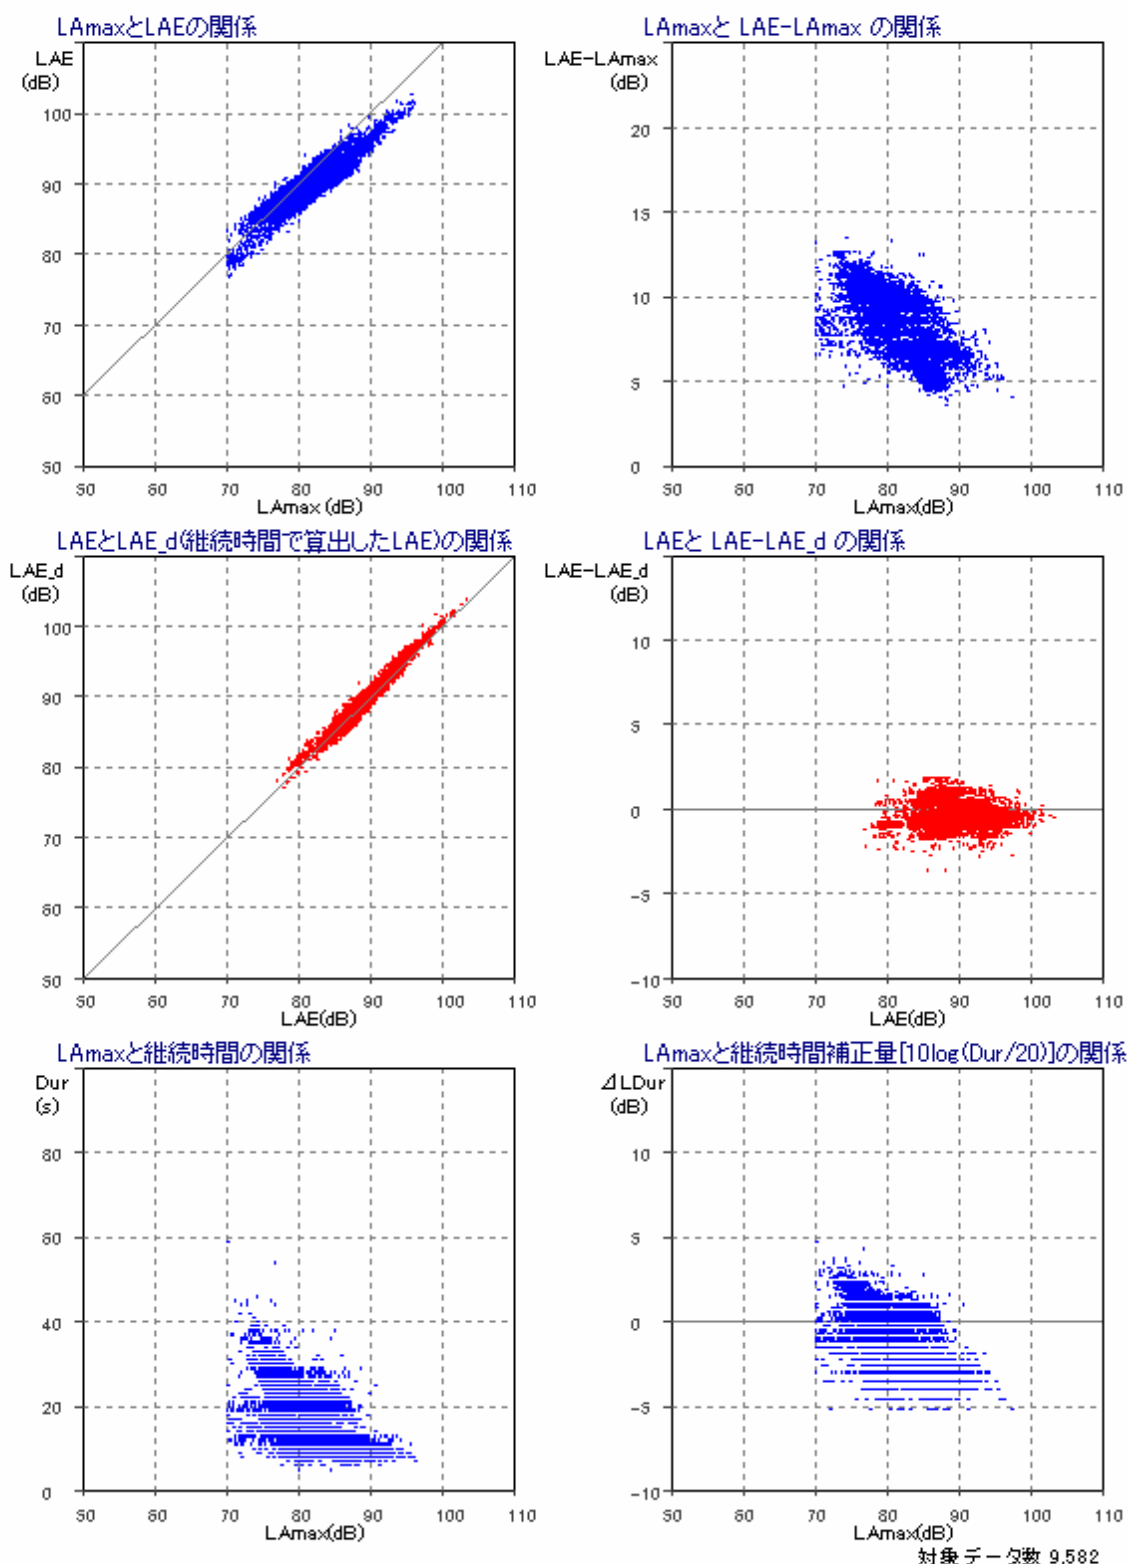 LAmaxとLAEの関係
LAE
(dB)
100
90
80
70
60
50
50 60 70 80 90 100 110
LAmax(dB)
LAmaxと LAE-LAmax の関係
LAE-LAmax
(dB)
20
15
10
5
0
50 60 70 80 90 100 110
LAmax(dB)
LAEとLAE_d(継続時間で算出したLAE)の関係
LAE_d
(dB)
100
90
80
70
60
50
50 60 70 80 90 100 110
LAE(dB)
LAEと LAE-LAE_d の関係
LAE-LAE_d
(dB)
10
5
0
-5
-10
50 60 70 80 90 100 110
LAE(dB)
LAmaxと継続時間の関係
Dur
(s)
80
60
40
20
0
50 60 70 80 90 100 110
LAmax(dB)
LAmaxと継続時間補正量[10log(Dur/20)]の関係
⊿LDur
(dB)
10
5
0
-5
-10
50 60 70 80 90 100 110
LAmax(dB)
対象データ数 9,582